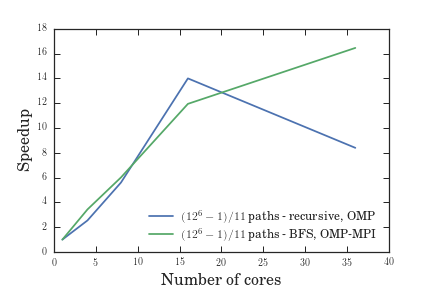 18
16
14
12
10
8
6
4
2
0
Speedup
(12^6 − 1)/11 paths - recursive, OMP
(12^6 − 1)/11 paths - BFS, OMP-MPI
0 5 10 15 20 25 30 35 40
Number of cores